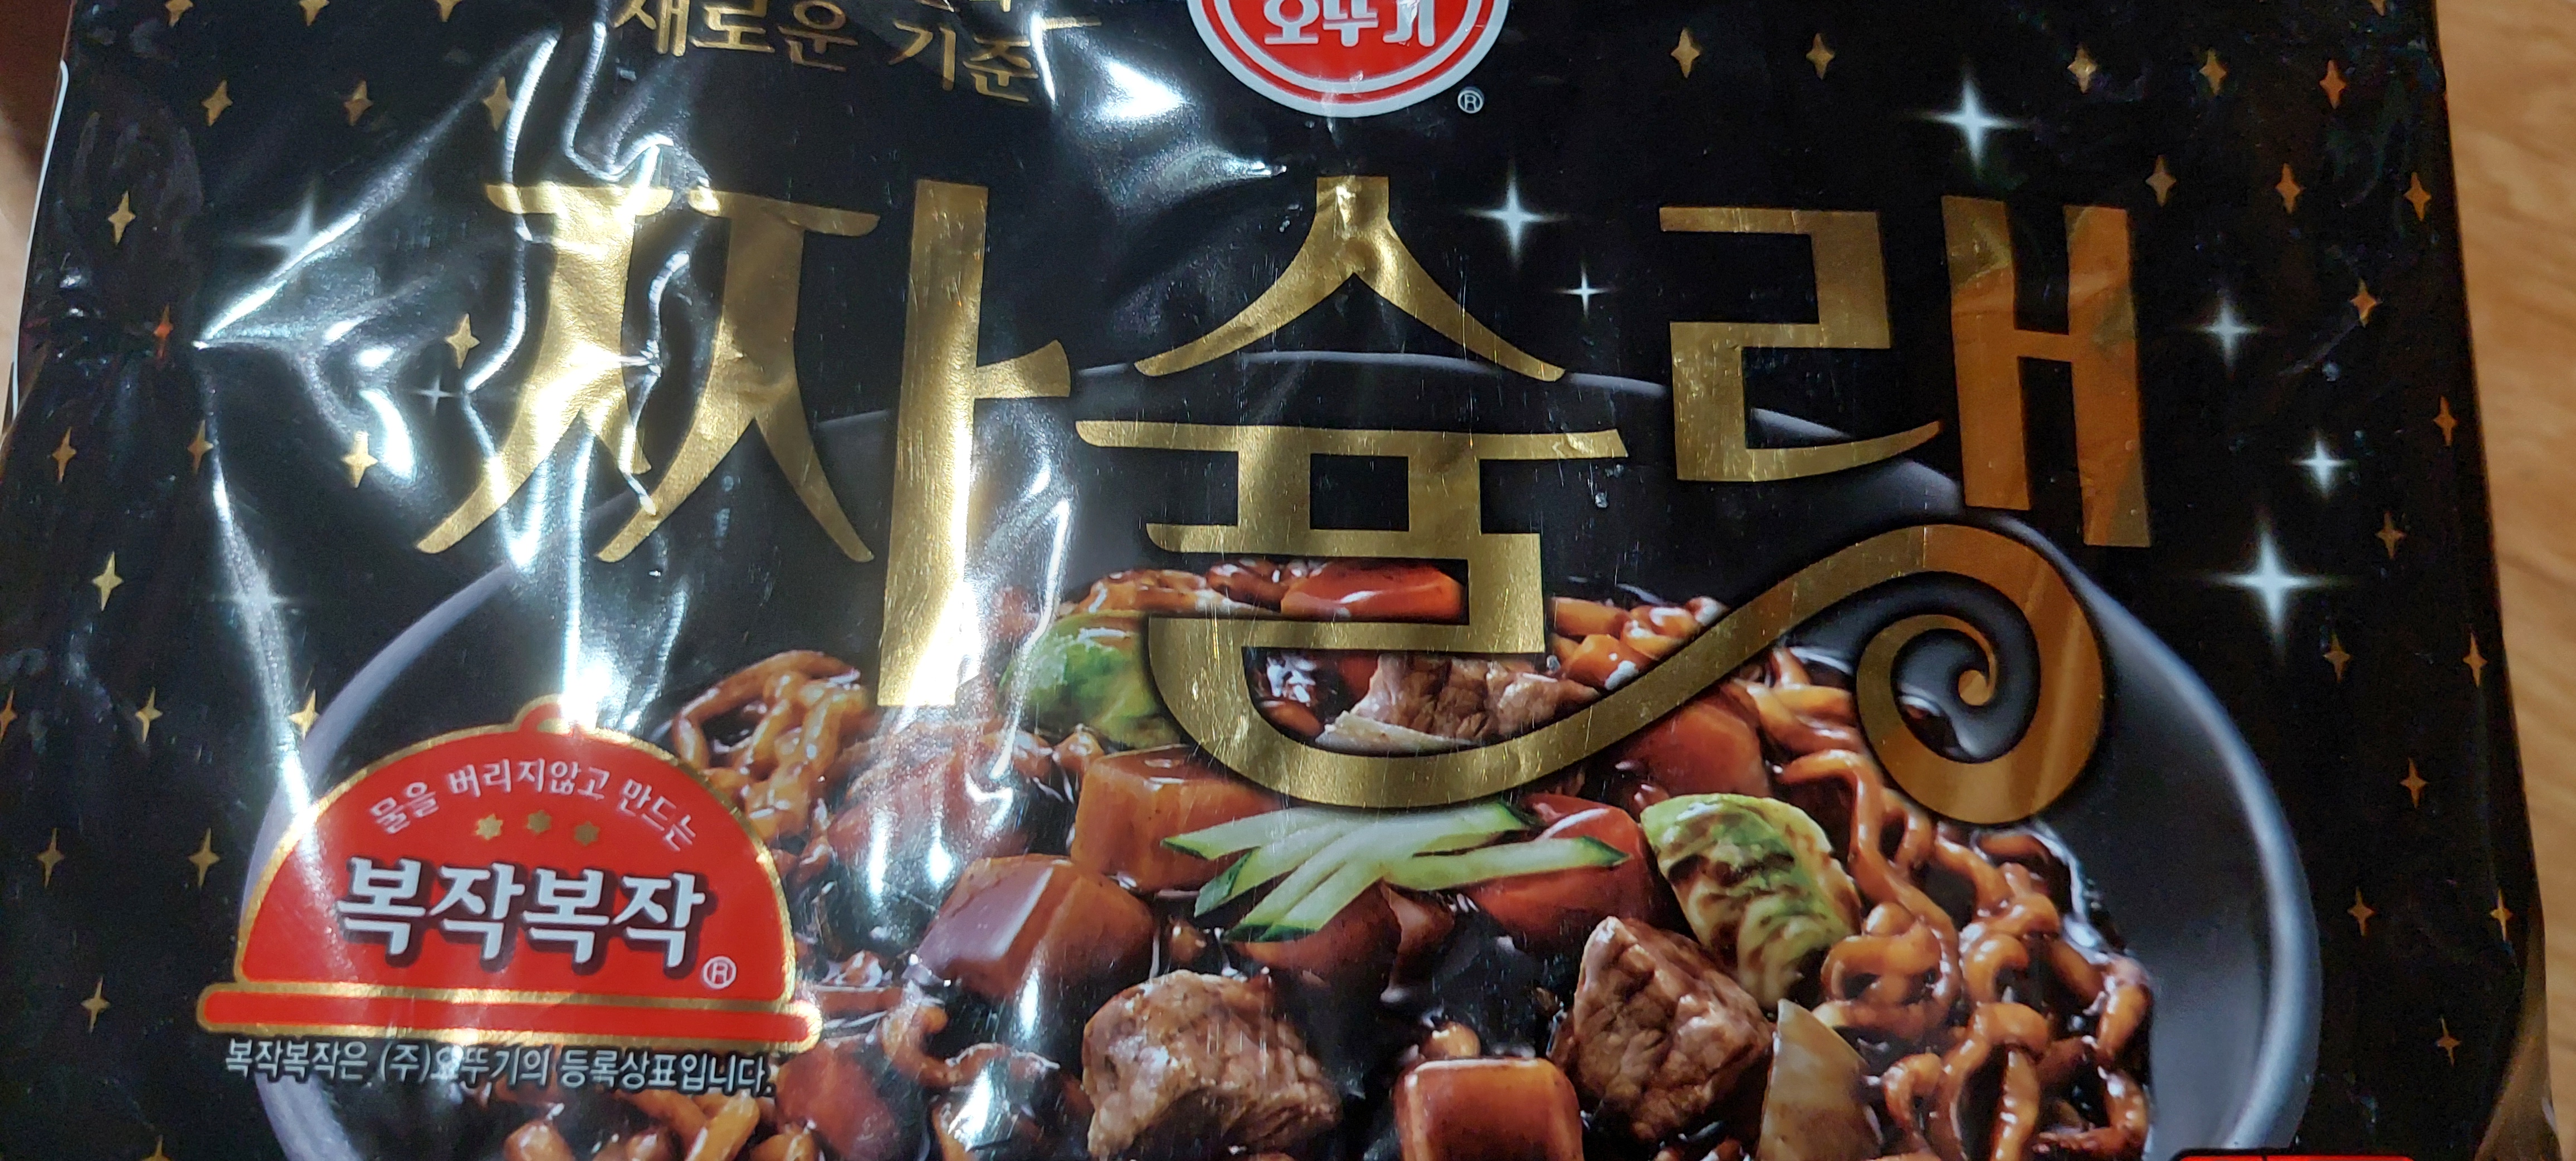 새로운 기준
오뚜기
®
짜슐랭
물을 버리지않고 만드는
복작복작®
복작복작은 (주)오뚜기의 등록상표입니다.